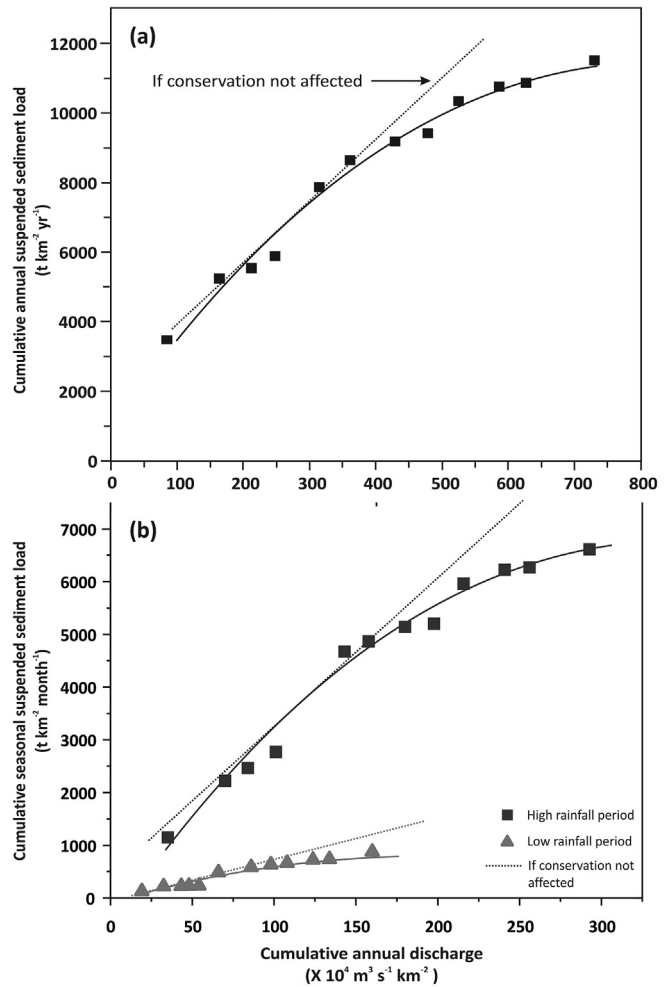 (a)
If conservation not affected
Cumulative annual suspended sediment load
(t km⁻² yr⁻¹)
12000
10000
8000
6000
4000
2000
0
0 100 200 300 400 500 600 700 800
(b)
Cumulative seasonal suspended sediment load
(t km⁻² month⁻¹)
7000
6000
5000
4000
3000
2000
1000
0
High rainfall period
Low rainfall period
If conservation not
affected
0 50 100 150 200 250 300
Cumulative annual discharge
(X 10⁴ m³ s⁻¹ km⁻² )